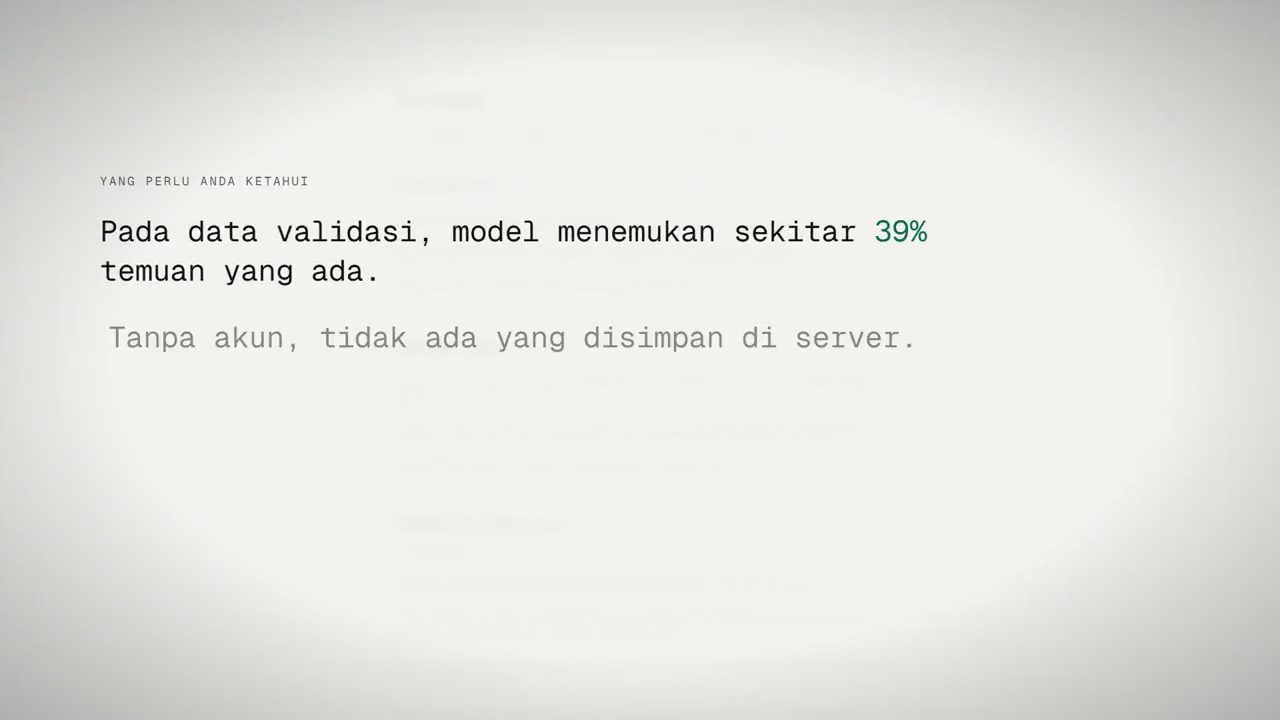 YANG PERLU ANDA KETAHUI
Pada data validasi, model menemukan sekitar 39%
temuan yang ada.
Tanpa akun, tidak ada yang disimpan di server.